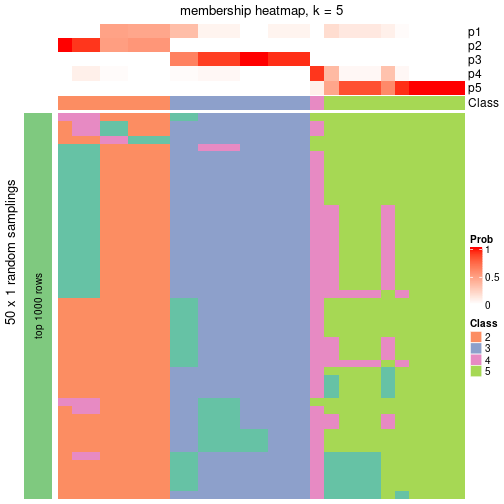 membership heatmap, k = 5
p1
p2
p3
p4
p5
Class
50 x 1 random samplings
top 1000 rows
Prob
1
0.5
0
Class
2
3
4
5